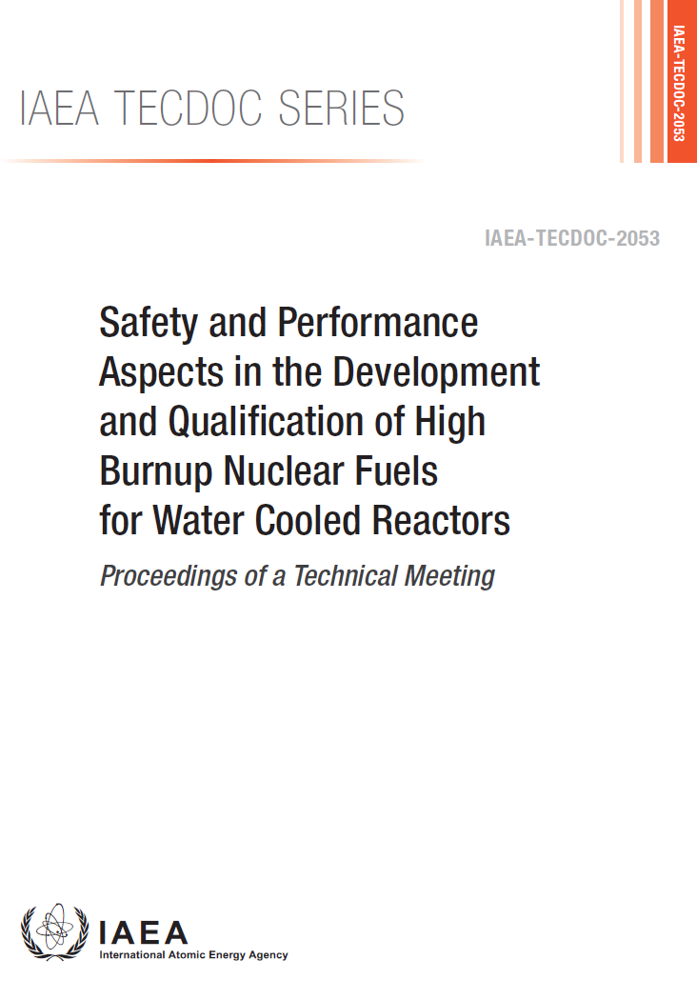 IAEA-TECDOC-2053
IAEA TECDOC SERIES
IAEA-TECDOC-2053
Safety and Performance
Aspects in the Development
and Qualification of High
Burnup Nuclear Fuels
for Water Cooled Reactors
Proceedings of a Technical Meeting
IAEA
International Atomic Energy Agency